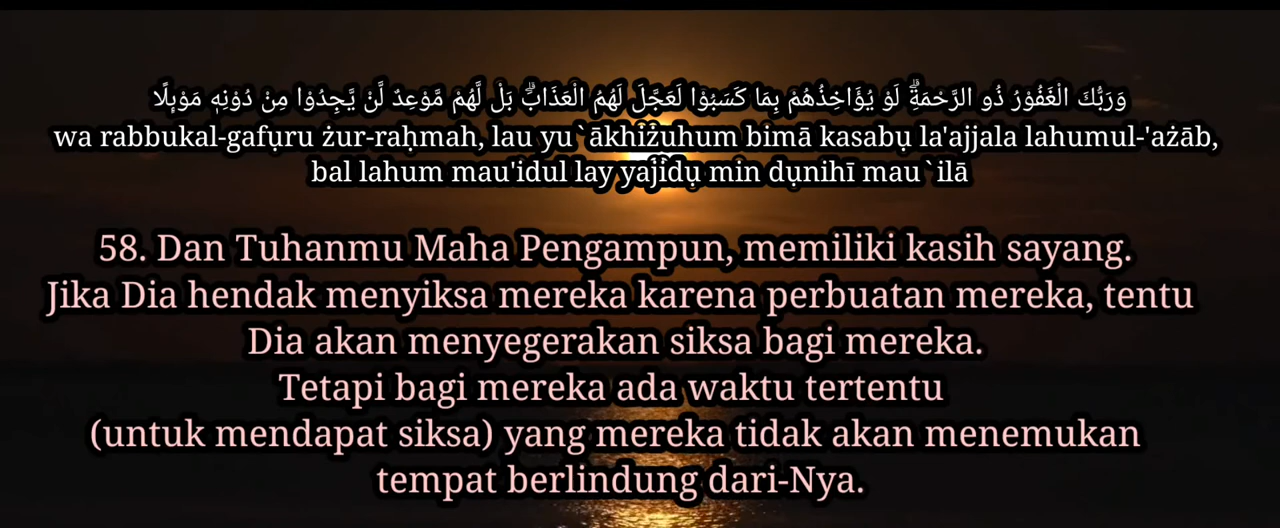 وَرَبُّكَ الْغَفُوْرُ ذُو الرَّحْمَةِۗ لَوْ يُؤَاخِذُهُمْ بِمَا كَسَبُوْا لَعَجَّلَ لَهُمُ الْعَذَابَۗ بَلْ لَّهُمْ مَّوْعِدٌ لَّنْ يَّجِدُوْا مِنْ دُوْنِهٖ مَوْىِٕلًا
wa rabbukal-gafụru żur-raḥmah, lau yu`ākhiżuhum bimā kasabụ la'ajjala lahumul-'ażāb,
bal lahum mau'idul lay yajidụ min dụnihī mau`ilā
58. Dan Tuhanmu Maha Pengampun, memiliki kasih sayang.
Jika Dia hendak menyiksa mereka karena perbuatan mereka, tentu
Dia akan menyegerakan siksa bagi mereka.
Tetapi bagi mereka ada waktu tertentu
(untuk mendapat siksa) yang mereka tidak akan menemukan
tempat berlindung dari-Nya.